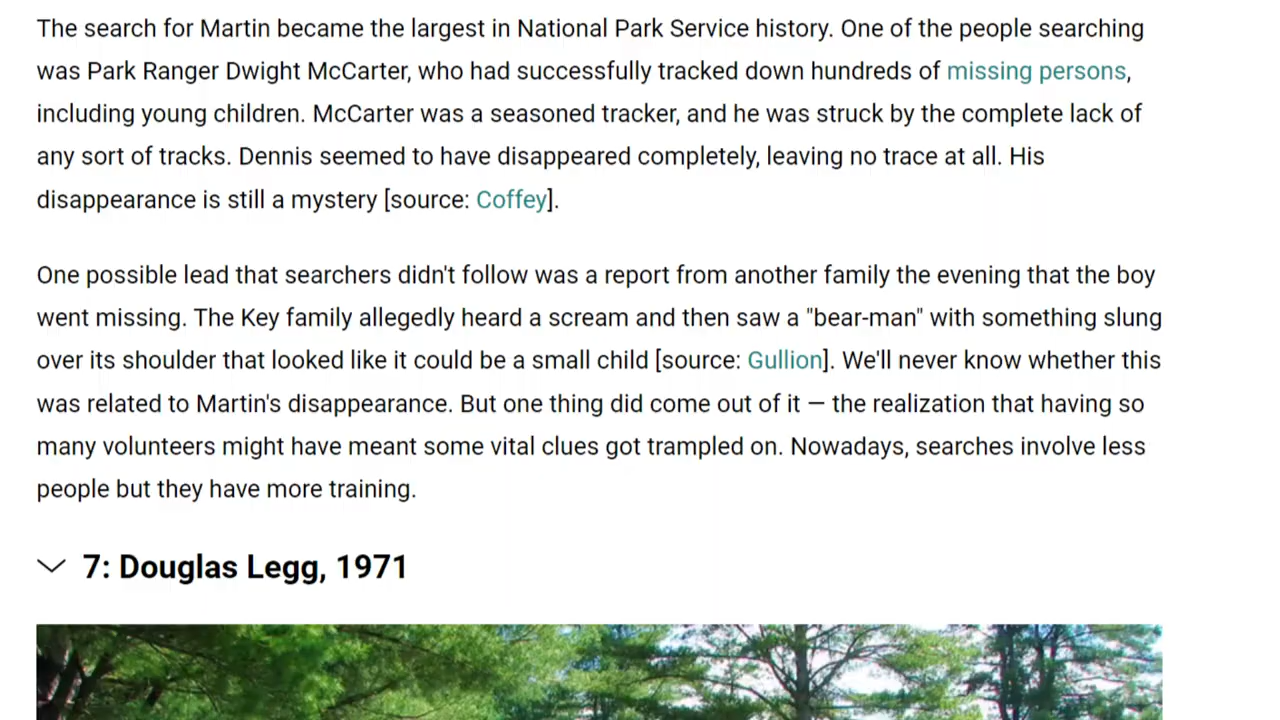 The search for Martin became the largest in National Park Service history. One of the people searching
was Park Ranger Dwight McCarter, who had successfully tracked down hundreds of missing persons,
including young children. McCarter was a seasoned tracker, and he was struck by the complete lack of
any sort of tracks. Dennis seemed to have disappeared completely, leaving no trace at all. His
disappearance is still a mystery [source: Coffey].
One possible lead that searchers didn't follow was a report from another family the evening that the boy
went missing. The Key family allegedly heard a scream and then saw a "bear-man" with something slung
over its shoulder that looked like it could be a small child [source: Gullion]. We'll never know whether this
was related to Martin's disappearance. But one thing did come out of it — the realization that having so
many volunteers might have meant some vital clues got trampled on. Nowadays, searches involve less
people but they have more training.
7: Douglas Legg, 1971